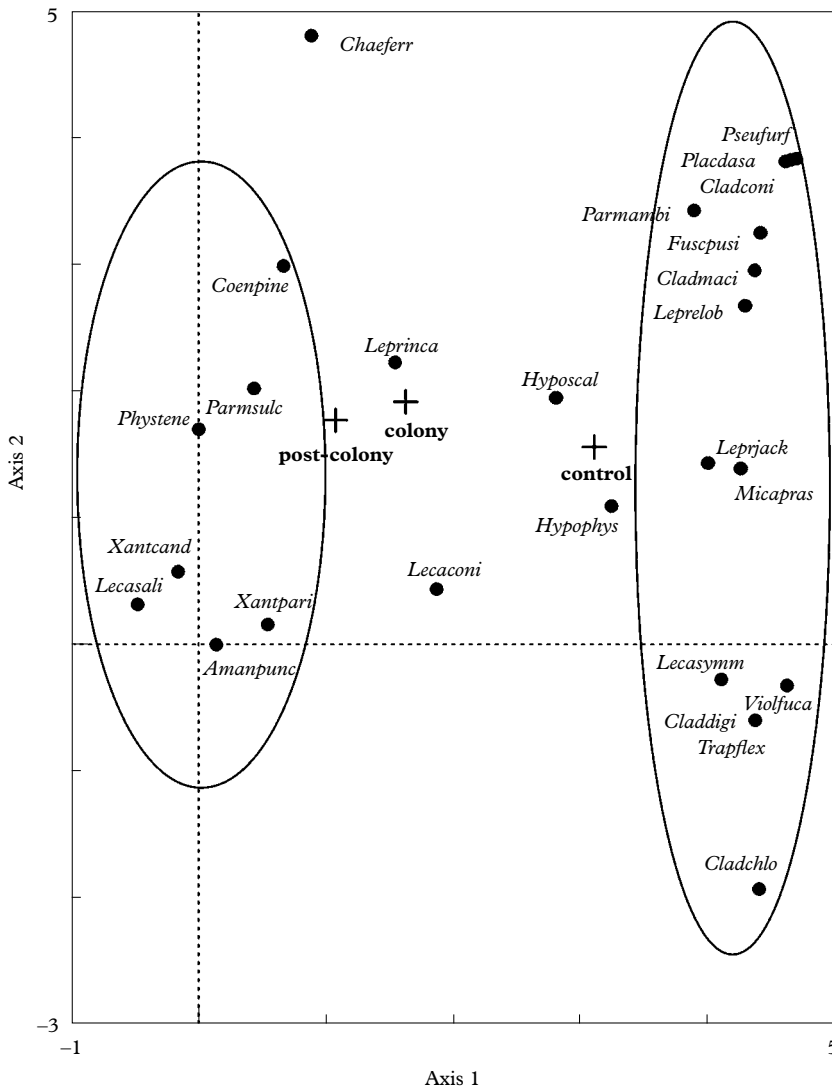 5
Chaeferr
Pseufurf
Placdasa
Cladconi
Parmambi
Fuscpusi
Coenpine
Cladmaci
Leprelob
Leprinca
Hyposcal
Parmsulc
Phystene
colony
post-colony
Axis 2
Leprjack
control
Micapras
Hypophys
Xantcand
Lecaconi
Lecasali
Xantpari
Amanpunc
Lecasymm
Violfuca
Claddigi
Trapflex
Cladchlo
–3
–1
5
Axis 1